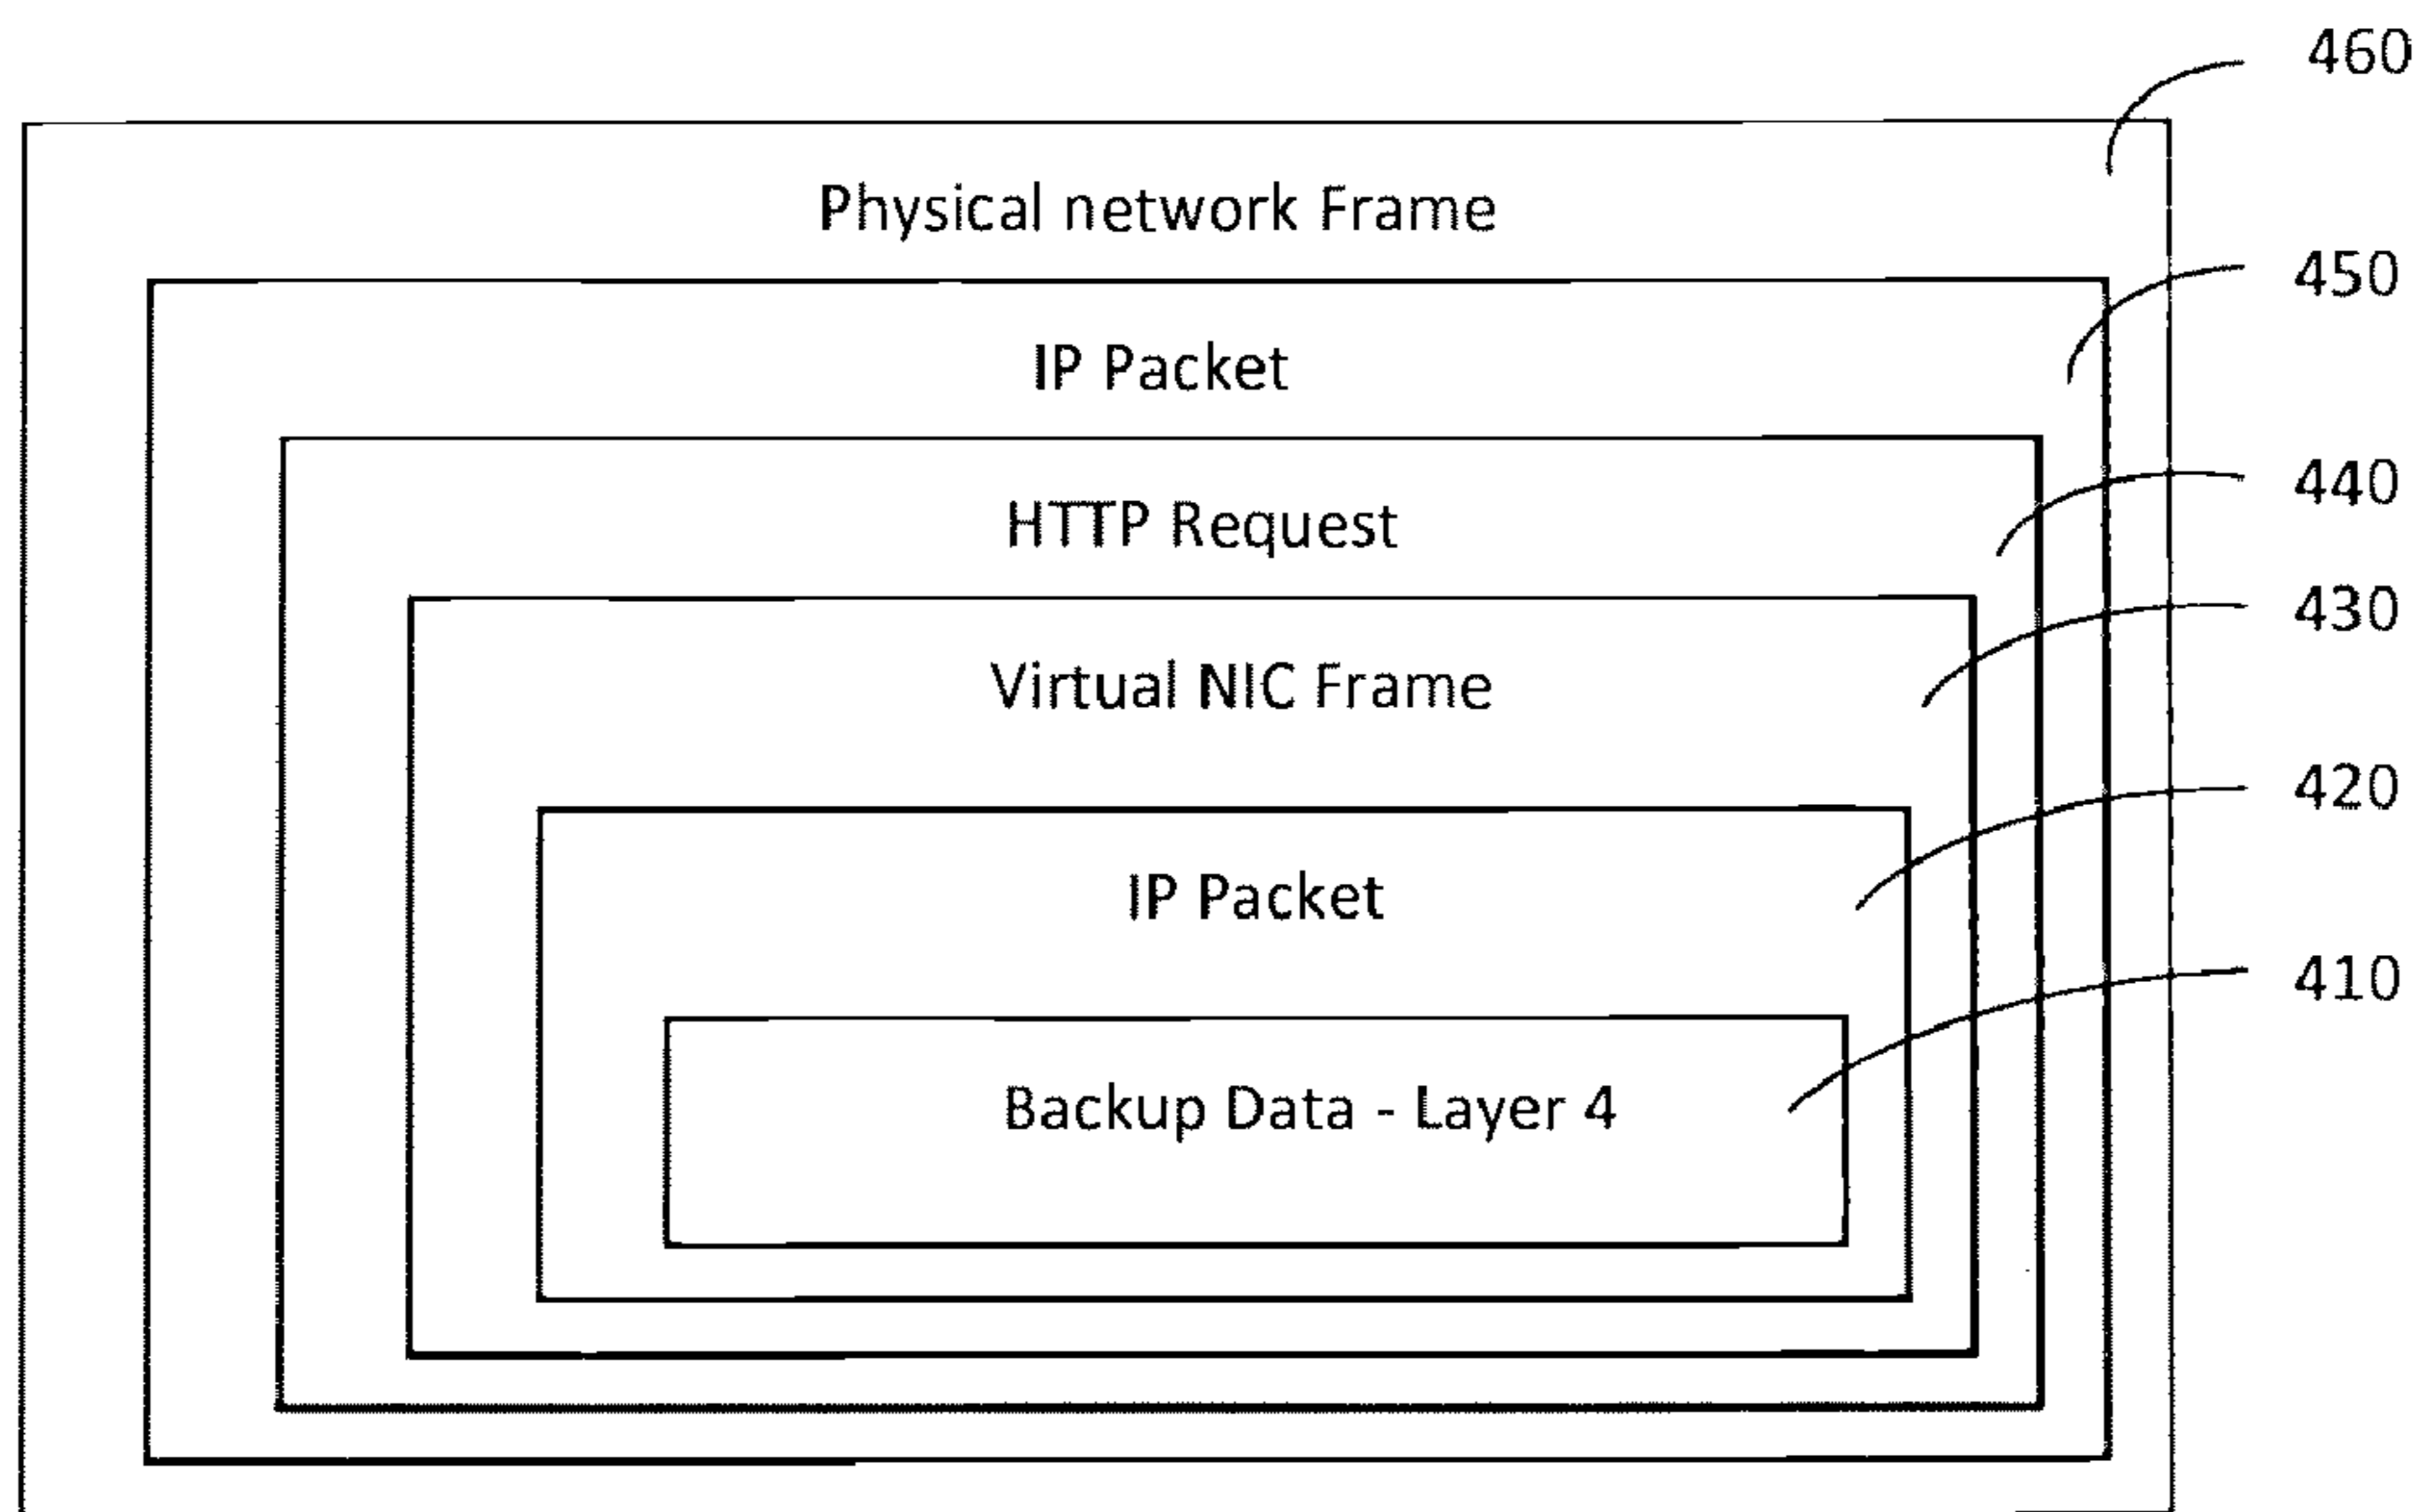 460
Physical network Frame
450
IP Packet
440
HTTP Request
430
Virtual NIC Frame
420
IP Packet
410
Backup Data - Layer 4